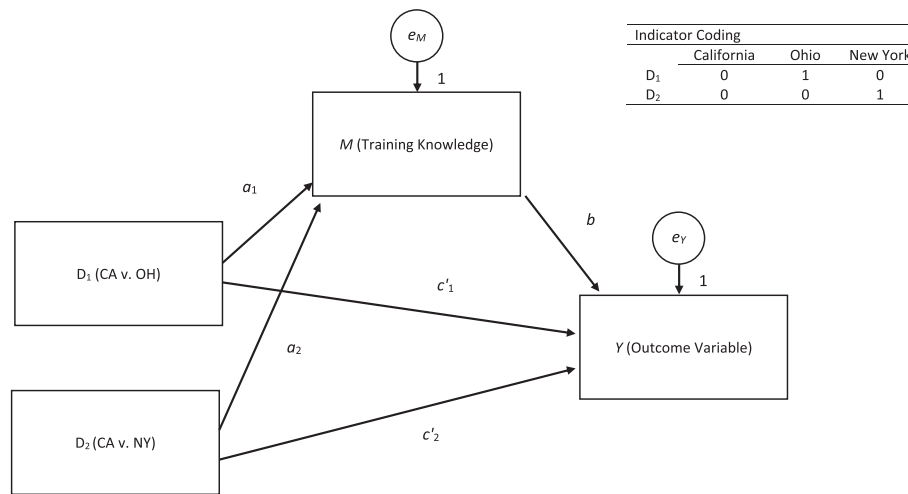 e_M
1
M (Training Knowledge)
Indicator Coding
California Ohio New York
D₁ 0 1 0
D₂ 0 0 1
a₁
b
e_Y
1
D₁ (CA v. OH)
c'₁
Y (Outcome Variable)
a₂
D₂ (CA v. NY)
c'₂